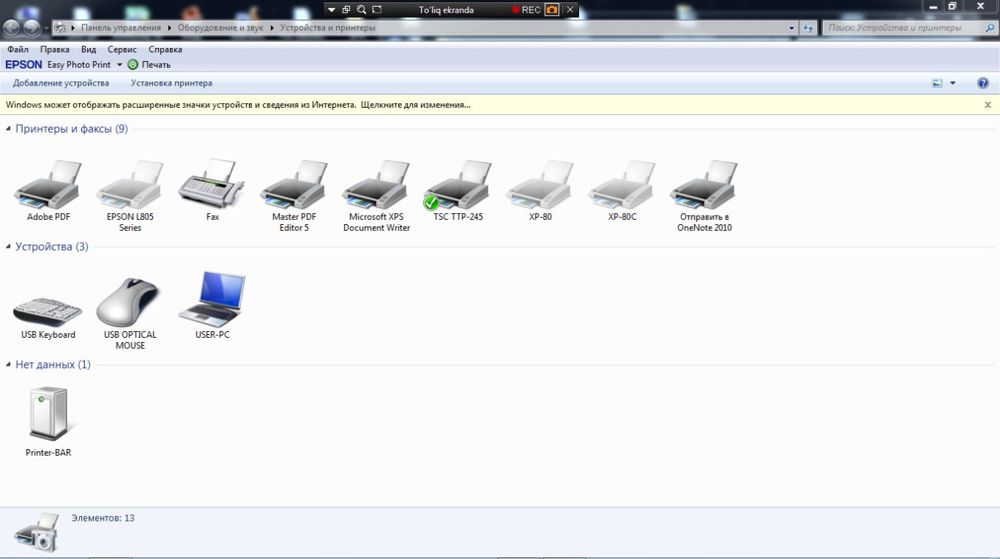 To'liq ekranda
REC
Панель управления
Оборудование и звук
Устройства и принтеры
Поиск: Устройства и принтеры
Файл Правка Вид Сервис Справка
EPSON Easy Photo Print Печать
Добавление устройства Установка принтера
Windows может отображать расширенные значки устройств и сведения из Интернета. Щелкните для изменения...
Принтеры и факсы (9)
Adobe PDF
EPSON L805
Series
Fax
Master PDF
Editor 5
Microsoft XPS
Document Writer
TSC TTP-245
XP-80
XP-80C
Отправить в
OneNote 2010
Устройства (3)
USB Keyboard
USB OPTICAL
MOUSE
USER-PC
Нет данных (1)
Printer-BAR
Элементов: 13